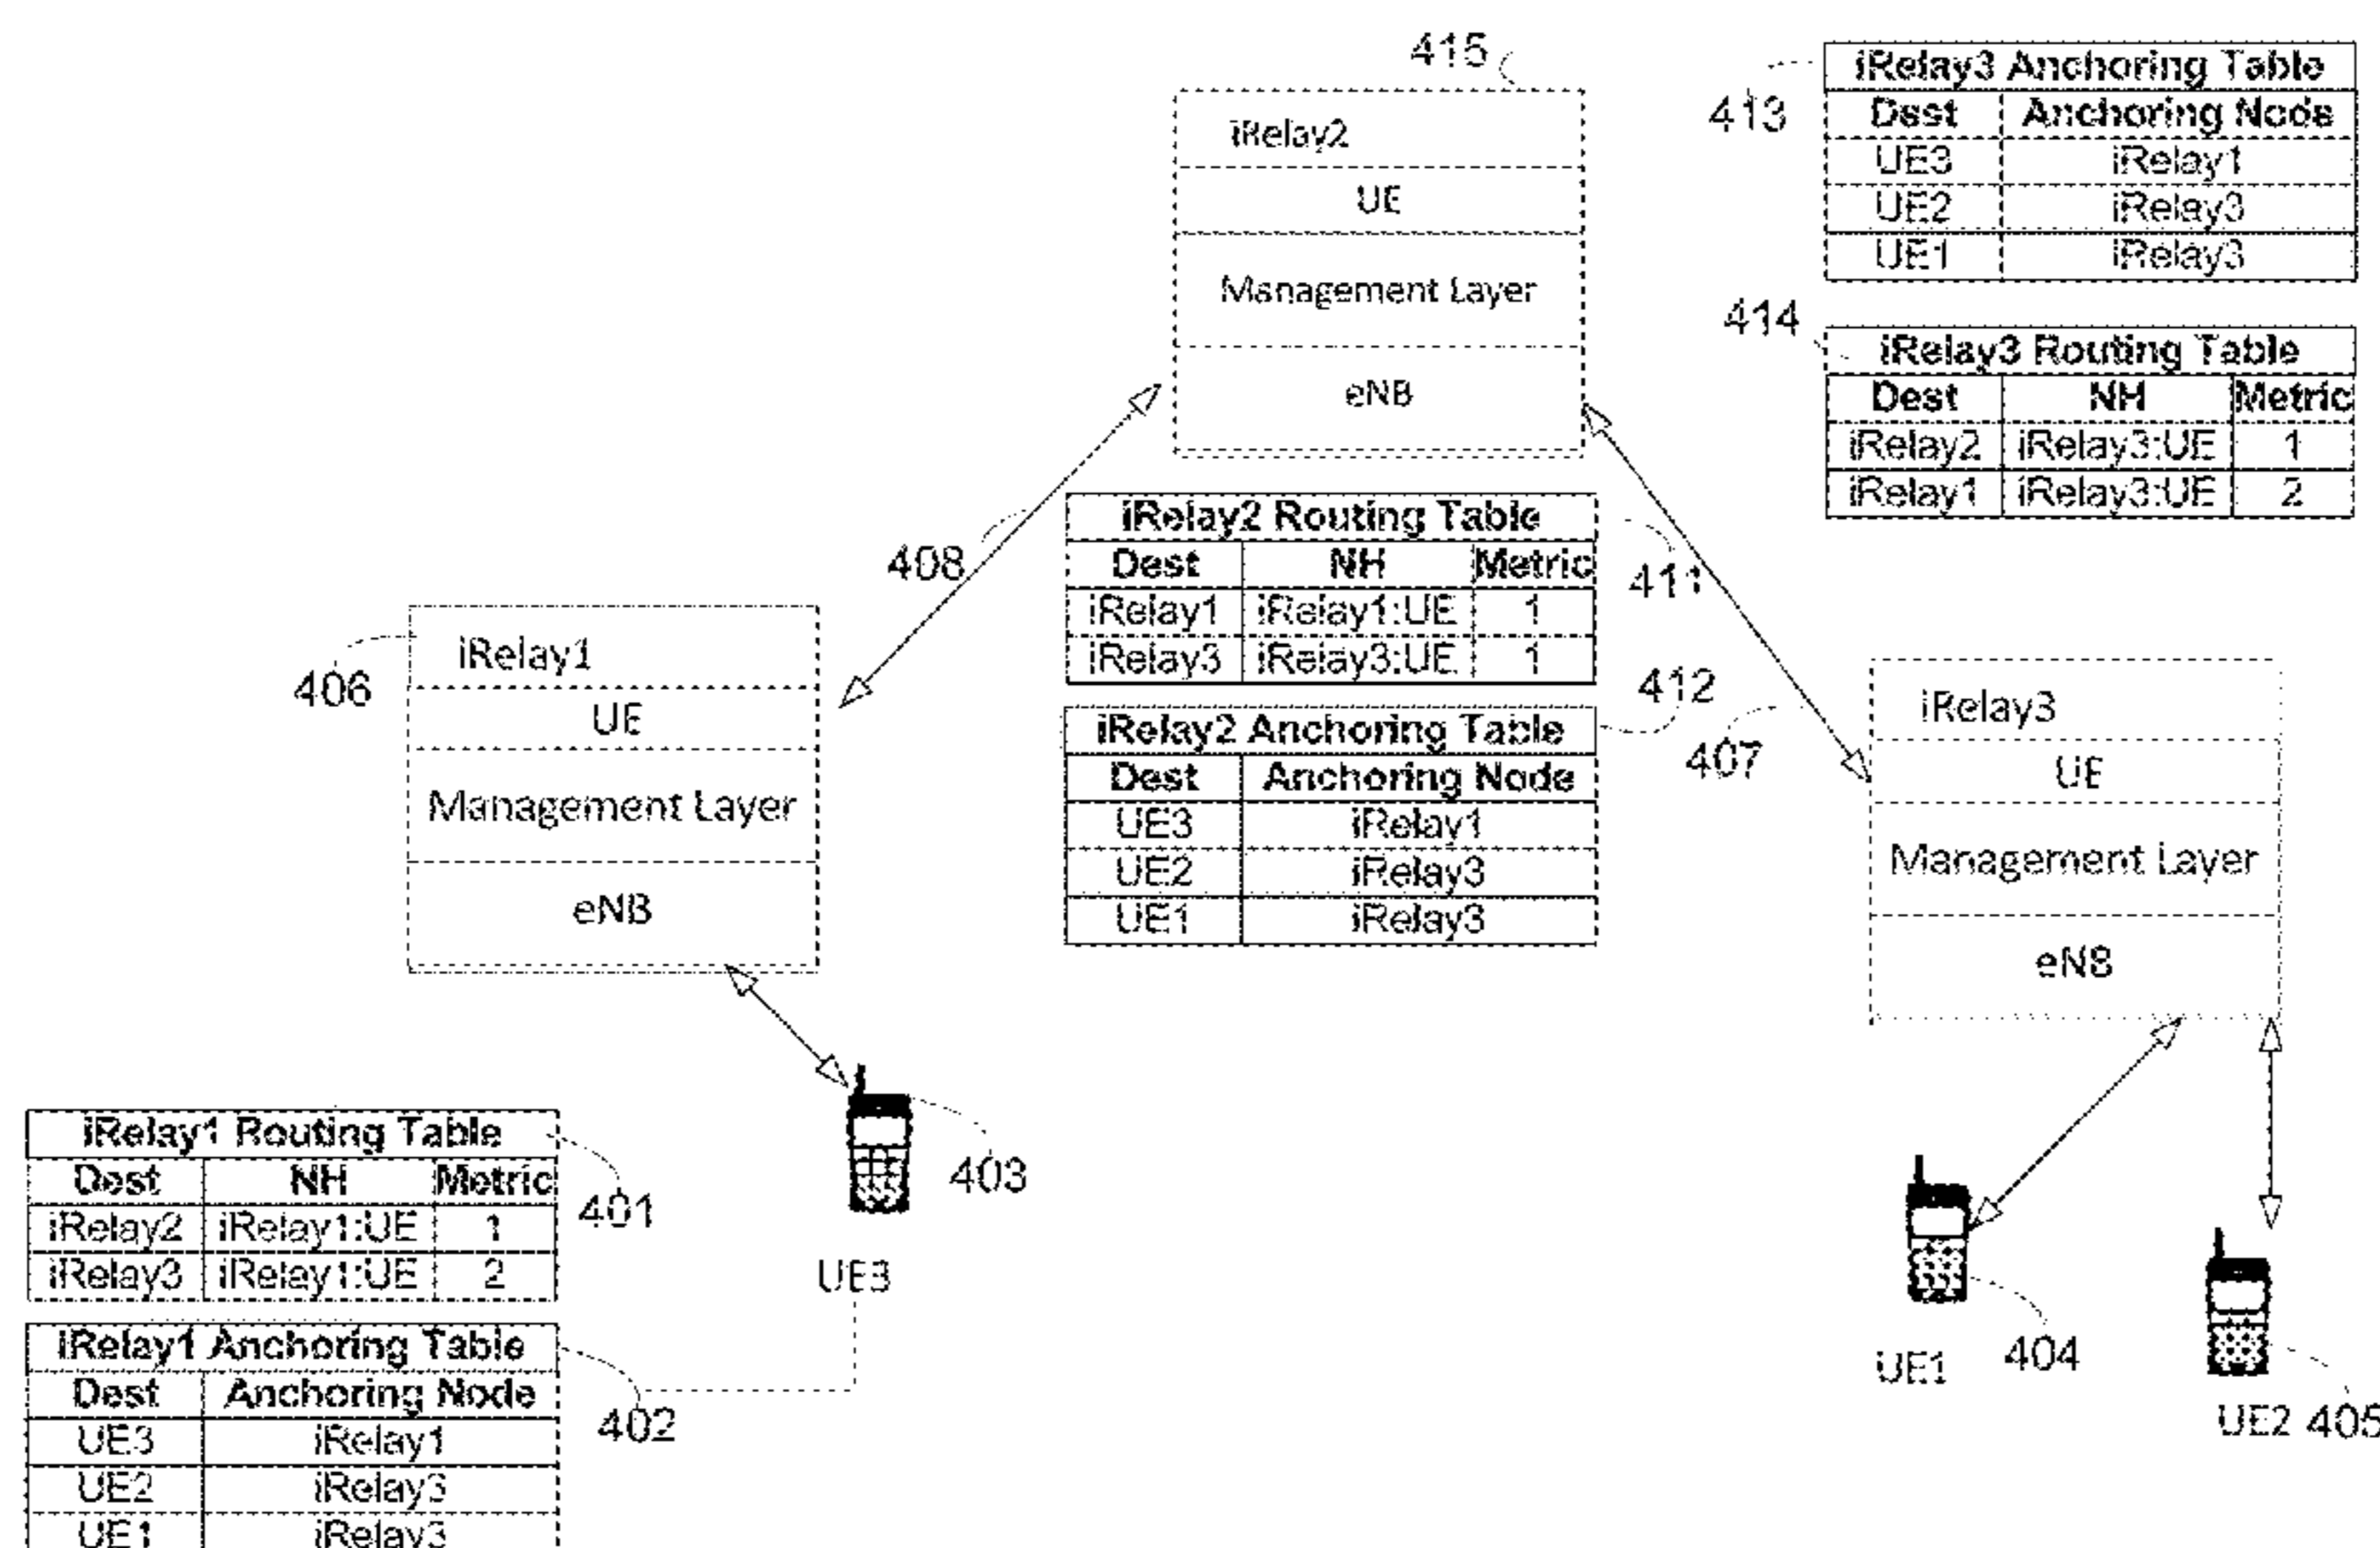 415
iRelay2
UE
Management Layer
eNB
413
iRelay3 Anchoring Table
Dest Anchoring Node
UE3 iRelay1
UE2 iRelay3
UE1 iRelay3
414
iRelay3 Routing Table
Dest NH Metric
iRelay2 iRelay3:UE 1
iRelay1 iRelay3:UE 2
408
iRelay2 Routing Table
Dest NH Metric
iRelay1 iRelay1:UE 1
iRelay3 iRelay3:UE 1
411
iRelay2 Anchoring Table
Dest Anchoring Node
UE3 iRelay1
UE2 iRelay3
UE1 iRelay3
412
407
406
iRelay1
UE
Management Layer
eNB
iRelay3
UE
Management Layer
eNB
403
UE3
iRelay1 Routing Table
Dest NH Metric
iRelay2 iRelay1:UE 1
iRelay3 iRelay1:UE 2
401
iRelay1 Anchoring Table
Dest Anchoring Node
UE3 iRelay1
UE2 iRelay3
UE1 iRelay3
402
UE1 404
UE2 405